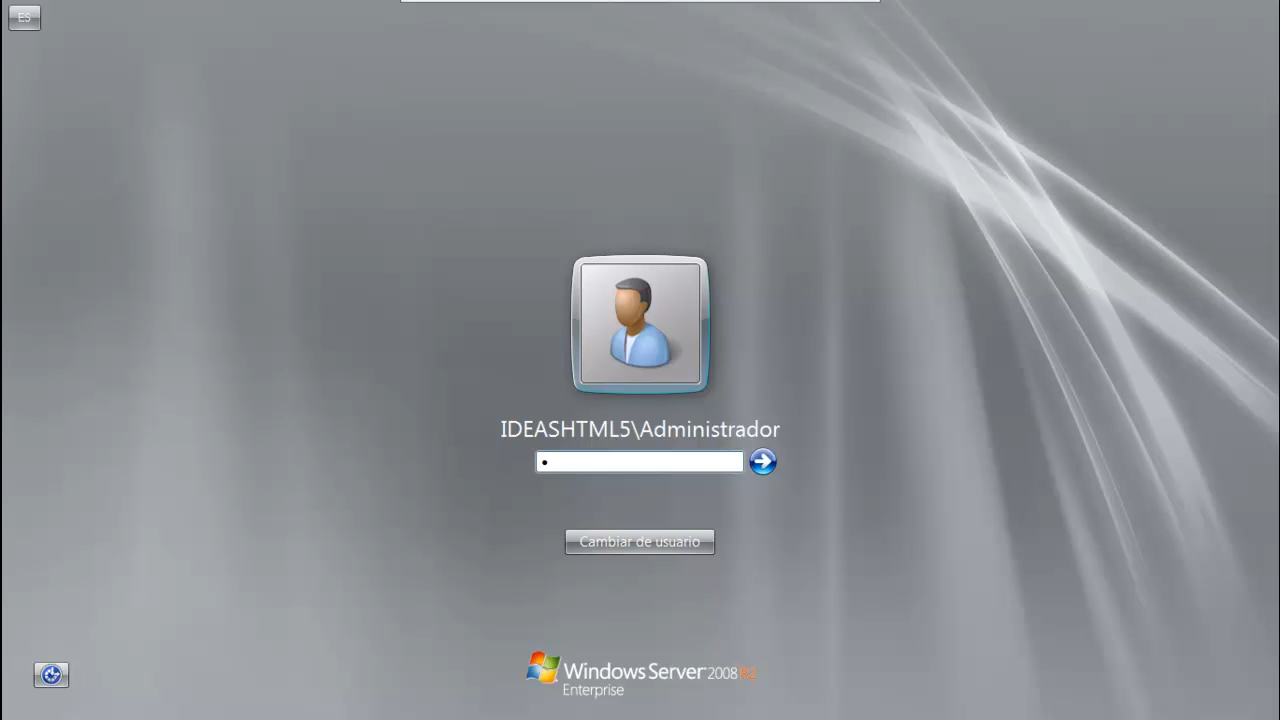 ES
IDEASHTML5\Administrador
Cambiar de usuario
Windows Server 2008 R2
Enterprise